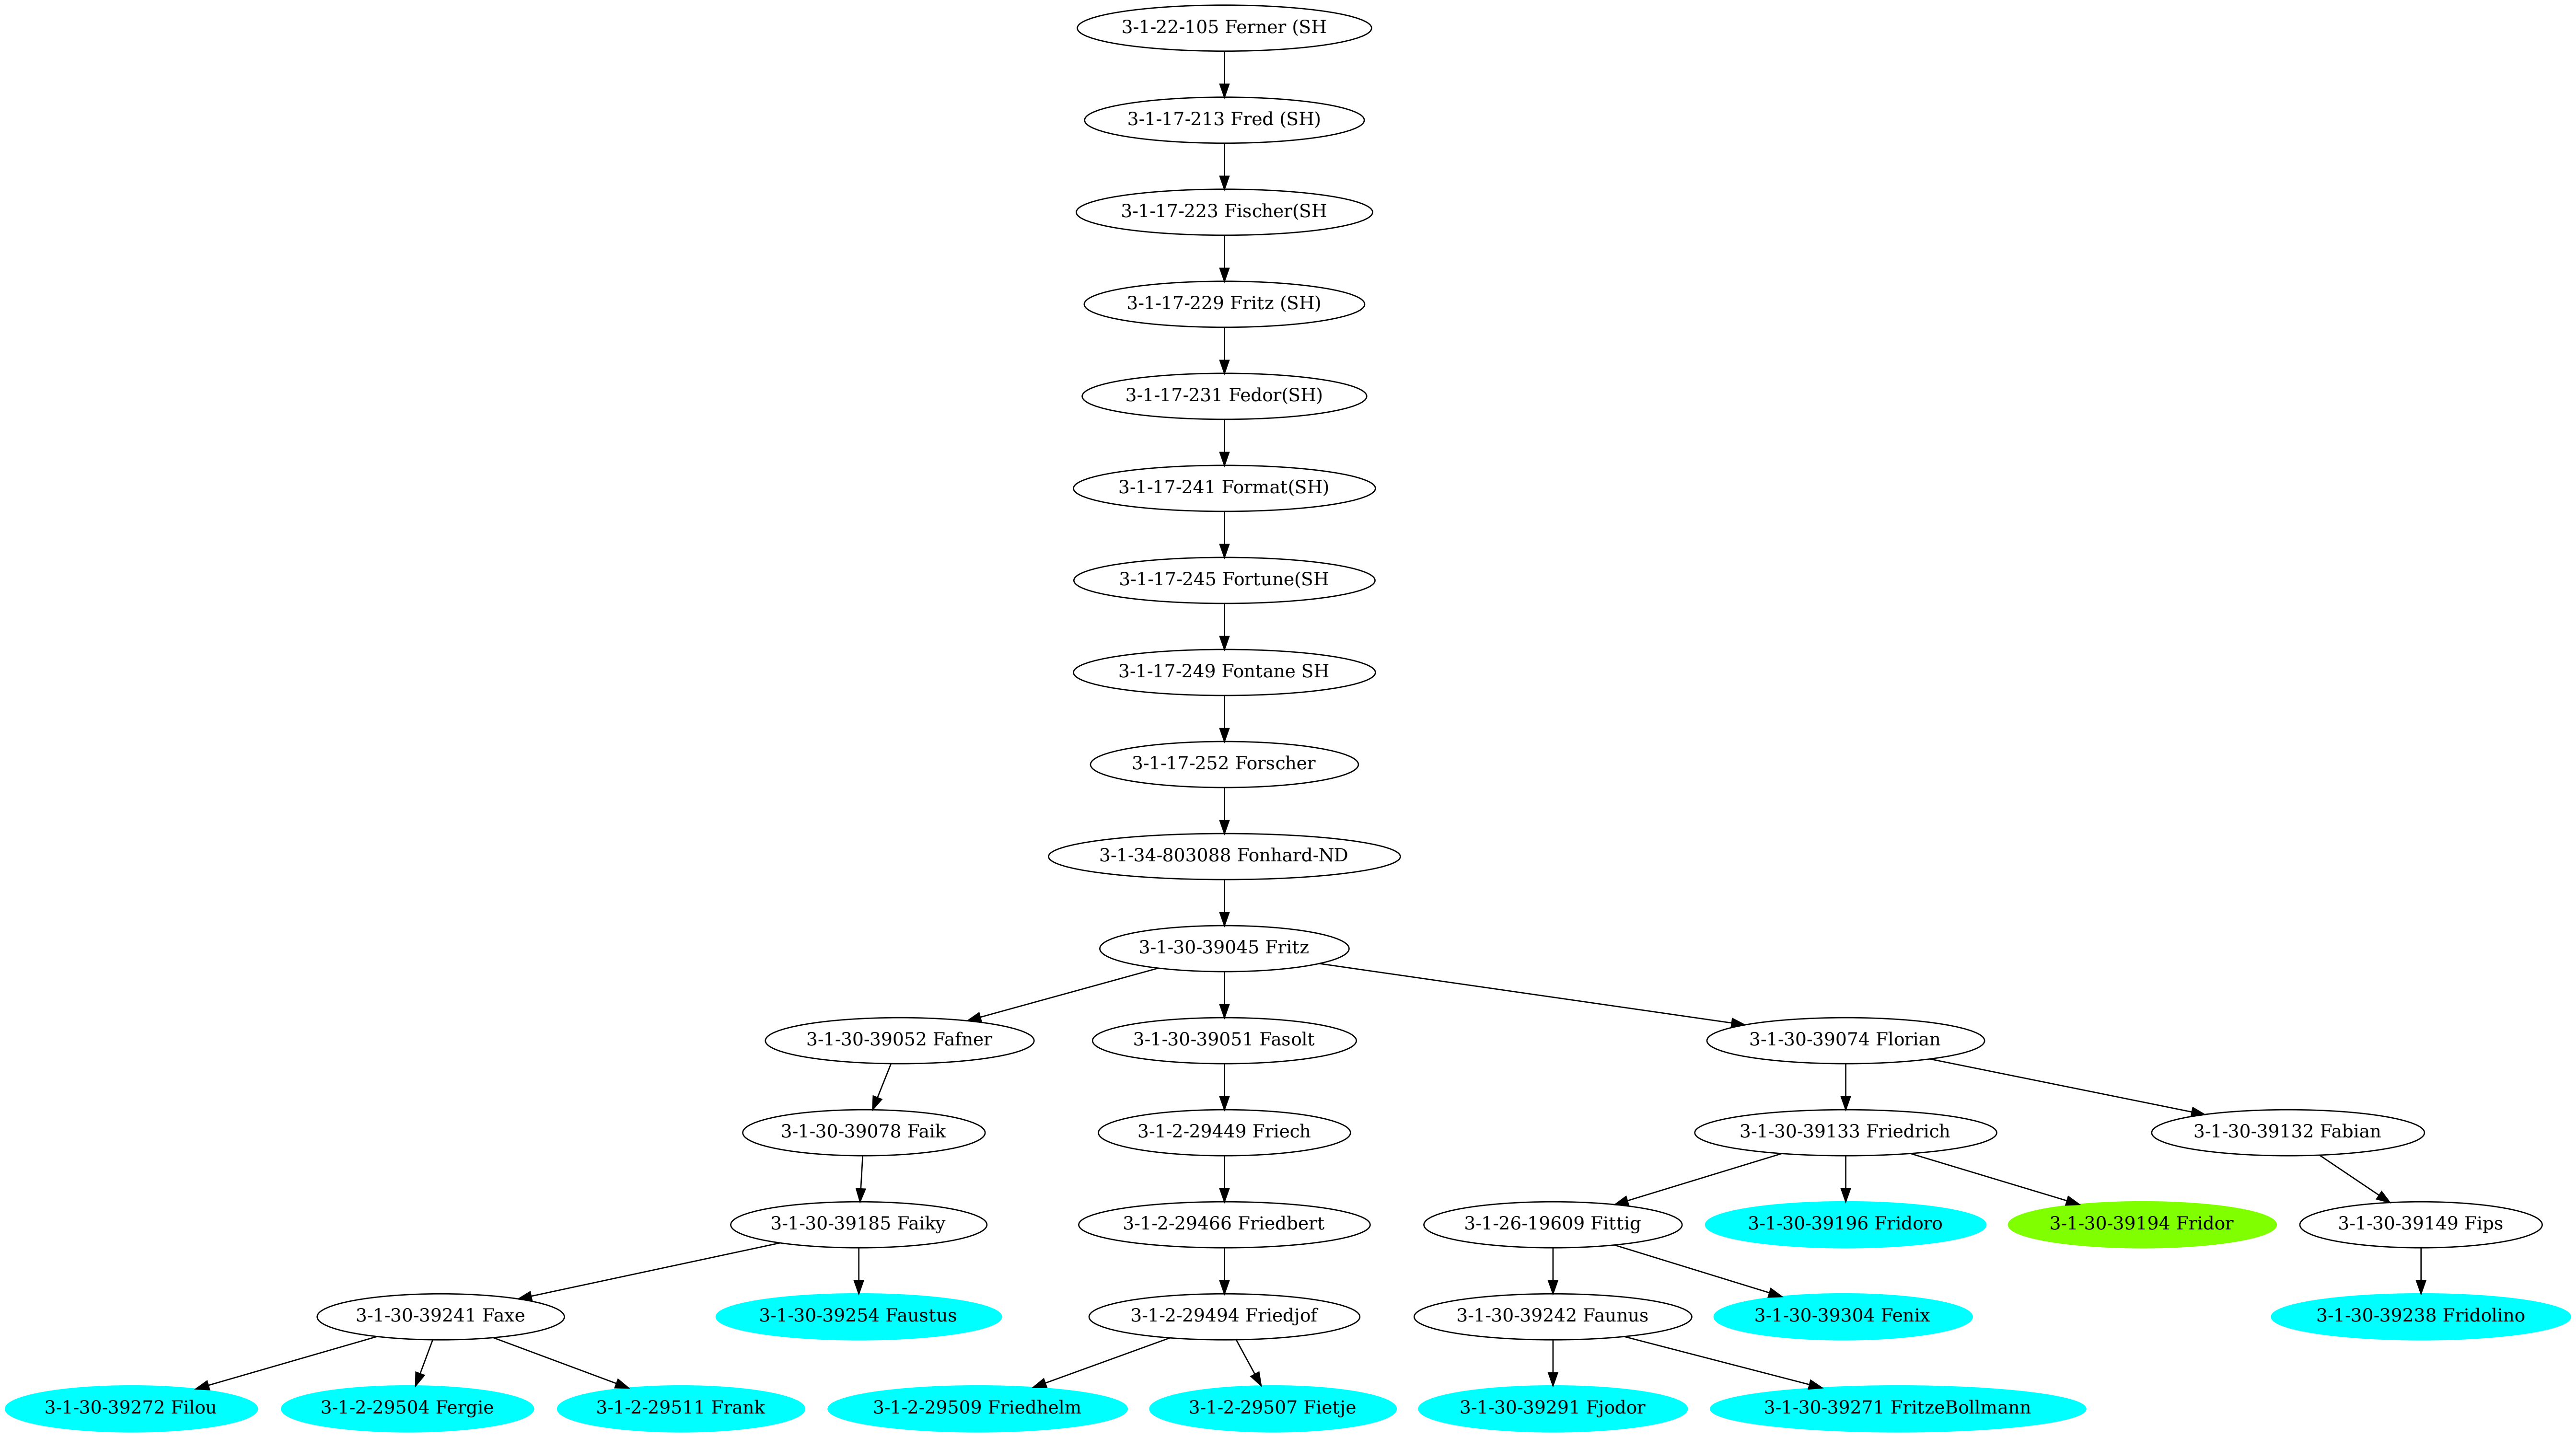 3-1-22-105 Ferner (SH
3-1-17-213 Fred (SH)
3-1-17-223 Fischer(SH
3-1-17-229 Fritz (SH)
3-1-17-231 Fedor(SH)
3-1-17-241 Format(SH)
3-1-17-245 Fortune(SH
3-1-17-249 Fontane SH
3-1-17-252 Forscher
3-1-34-803088 Fonhard-ND
3-1-30-39045 Fritz
3-1-30-39052 Fafner
3-1-30-39051 Fasolt
3-1-30-39074 Florian
3-1-30-39078 Faik
3-1-2-29449 Friech
3-1-30-39133 Friedrich
3-1-30-39132 Fabian
3-1-30-39185 Faiky
3-1-2-29466 Friedbert
3-1-26-19609 Fittig
3-1-30-39196 Fridoro
3-1-30-39194 Fridor
3-1-30-39149 Fips
3-1-30-39241 Faxe
3-1-30-39254 Faustus
3-1-2-29494 Friedjof
3-1-30-39242 Faunus
3-1-30-39304 Fenix
3-1-30-39238 Fridolino
3-1-30-39272 Filou
3-1-2-29504 Fergie
3-1-2-29511 Frank
3-1-2-29509 Friedhelm
3-1-2-29507 Fietje
3-1-30-39291 Fjodor
3-1-30-39271 FritzeBollmann